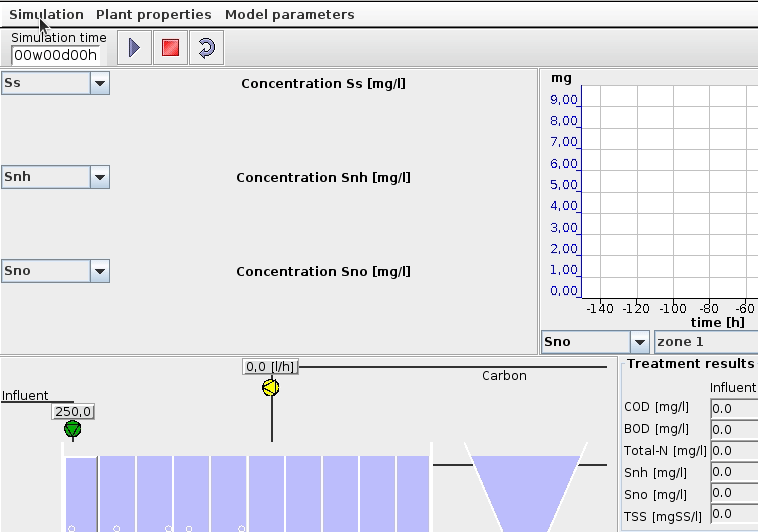 Simulation Plant properties Model parameters
Simulation time
00w00d00h
Ss Concentration Ss [mg/l]
Snh Concentration Snh [mg/l]
Sno Concentration Sno [mg/l]
mg
9,00
8,00
7,00
6,00
5,00
4,00
3,00
2,00
1,00
0,00
-140 -120 -100 -80 -60
time [h]
Sno zone 1
0,0 [l/h]
Carbon
Influent
250,0
Treatment results
Influent
COD [mg/l] 0.0
BOD [mg/l] 0.0
Total-N [mg/l] 0.0
Snh [mg/l] 0.0
Sno [mg/l] 0.0
TSS [mgSS/l] 0.0